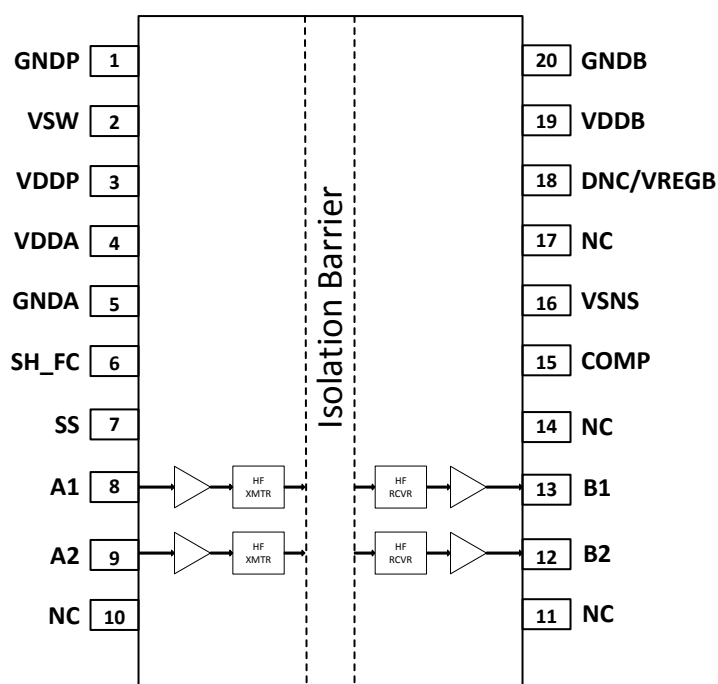 GNDP 1
20 GNDB
VSW 2
19 VDDB
VDDP 3
18 DNC/VREGB
VDDA 4
17 NC
GNDA 5
16 VSNS
SH_FC 6
15 COMP
SS 7
14 NC
Isolation Barrier
A1 8
HF
XMTR
HF
RCVR
13 B1
A2 9
HF
XMTR
HF
RCVR
12 B2
NC 10
11 NC